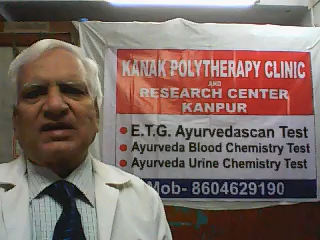 KANAK POLYTHERAPY CLINIC
AND
RESEARCH CENTER
KANPUR
• E.T.G. Ayurvedascan Test
• Ayurveda Blood Chemistry Test
• Ayurveda Urine Chemistry Test
Mob- 8604629190